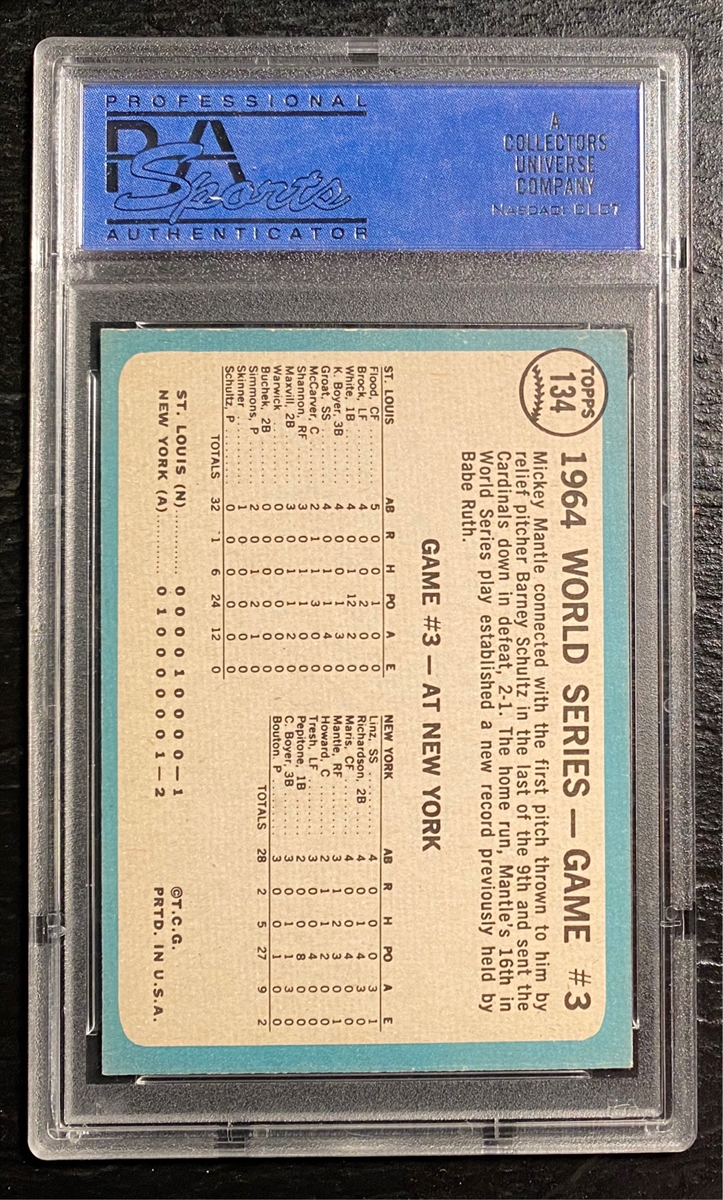 PROFESSIONAL
PSA
Sports
AUTHENTICATOR
A
COLLECTORS
UNIVERSE
COMPANY
NASDAQ: CLCT
TOPPS
134
1964 WORLD SERIES — GAME #3
Mickey Mantle connected with the first pitch thrown to him by
relief pitcher Barney Schultz in the last of the 9th and sent the
Cardinals down in defeat, 2-1. The home run, Mantle's 16th in
World Series play established a new record previously held by
Babe Ruth.
GAME #3 — AT NEW YORK
ST. LOUIS AB R H PO A E
Flood, CF 5 0 0 1 0 0
Brock, LF 4 0 0 2 0 0
White, 1B 4 0 1 12 2 0
K. Boyer, 3B 4 0 0 1 3 0
Groat, SS 4 0 1 1 4 0
McCarver, C 2 1 1 3 0 0
Shannon, RF 3 0 1 1 0 0
Maxvill, 2B 3 0 1 1 2 0
Warwick 0 0 0 0 0 0
Buchek, 2B 0 0 0 0 0 0
Simmons, P 2 0 1 2 1 0
Skinner 1 0 0 0 0 0
Schultz, P 0 0 0 0 0 0
TOTALS 32 1 6 24 12 0
NEW YORK AB R H PO A E
Linz, SS 4 0 0 0 3 1
Richardson, 2B 4 0 1 4 3 0
Maris, CF 4 0 0 4 0 0
Mantle, RF 3 1 2 3 0 1
Howard, C 2 1 1 2 0 0
Tresh, LF 3 0 0 4 0 0
Pepitone, 1B 2 0 0 8 0 0
C. Boyer, 3B 3 0 1 1 3 0
Bouton, P 3 0 0 1 0 0
TOTALS 28 2 5 27 9 2
ST. LOUIS (N) 0 0 0 0 1 0 0 0 0 — 1
NEW YORK (A) 0 1 0 0 0 0 0 0 1 — 2
©T.C.G.
PRTD. IN U.S.A.